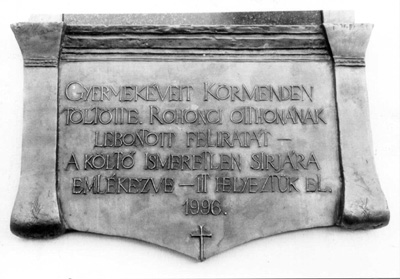 GYERMEKÉVEIT KÖRMENDEN
TÖLTÖTTE. ROHONCI OTTHONÁNAK
LEBONTOTT FELIRATÁT —
A KÖLTŐ ISMERETLEN SÍRJÁRA
EMLÉKEZVE — ITT HELYEZTÜK EL.
1996.